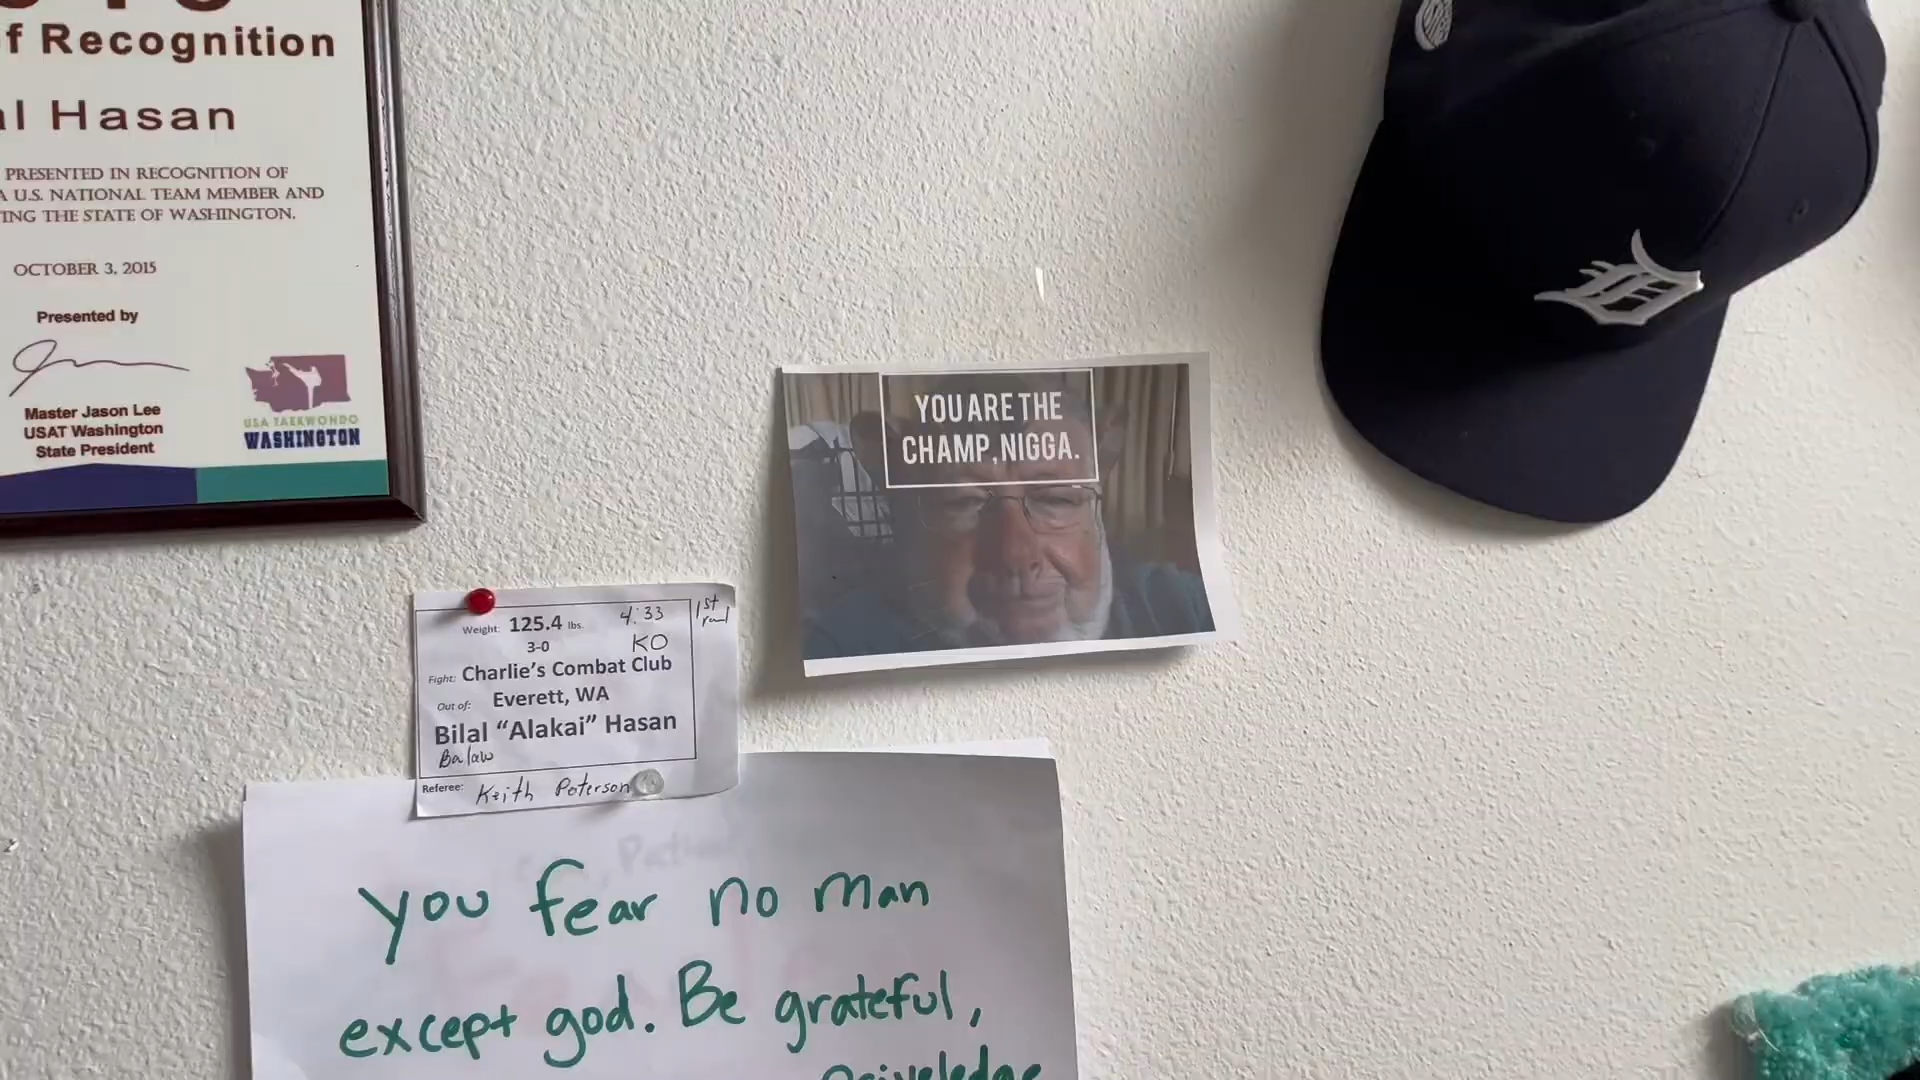 f Recognition
al Hasan
PRESENTED IN RECOGNITION OF
A U.S. NATIONAL TEAM MEMBER AND
TING THE STATE OF WASHINGTON.
OCTOBER 3, 2015
Presented by
Master Jason Lee
USAT Washington
State President
USA TAEKWONDO
WASHINGTON
YOU ARE THE
CHAMP, NIGGA.
D
Weight: 125.4 lbs. 4:33
3-0 KO
1st
Fight: Charlie's Combat Club
Out of: Everett, WA
Bilal "Alakai" Hasan
Balaw
Referee: Keith Peterson
you fear no man
except god. Be grateful,
Priveledge